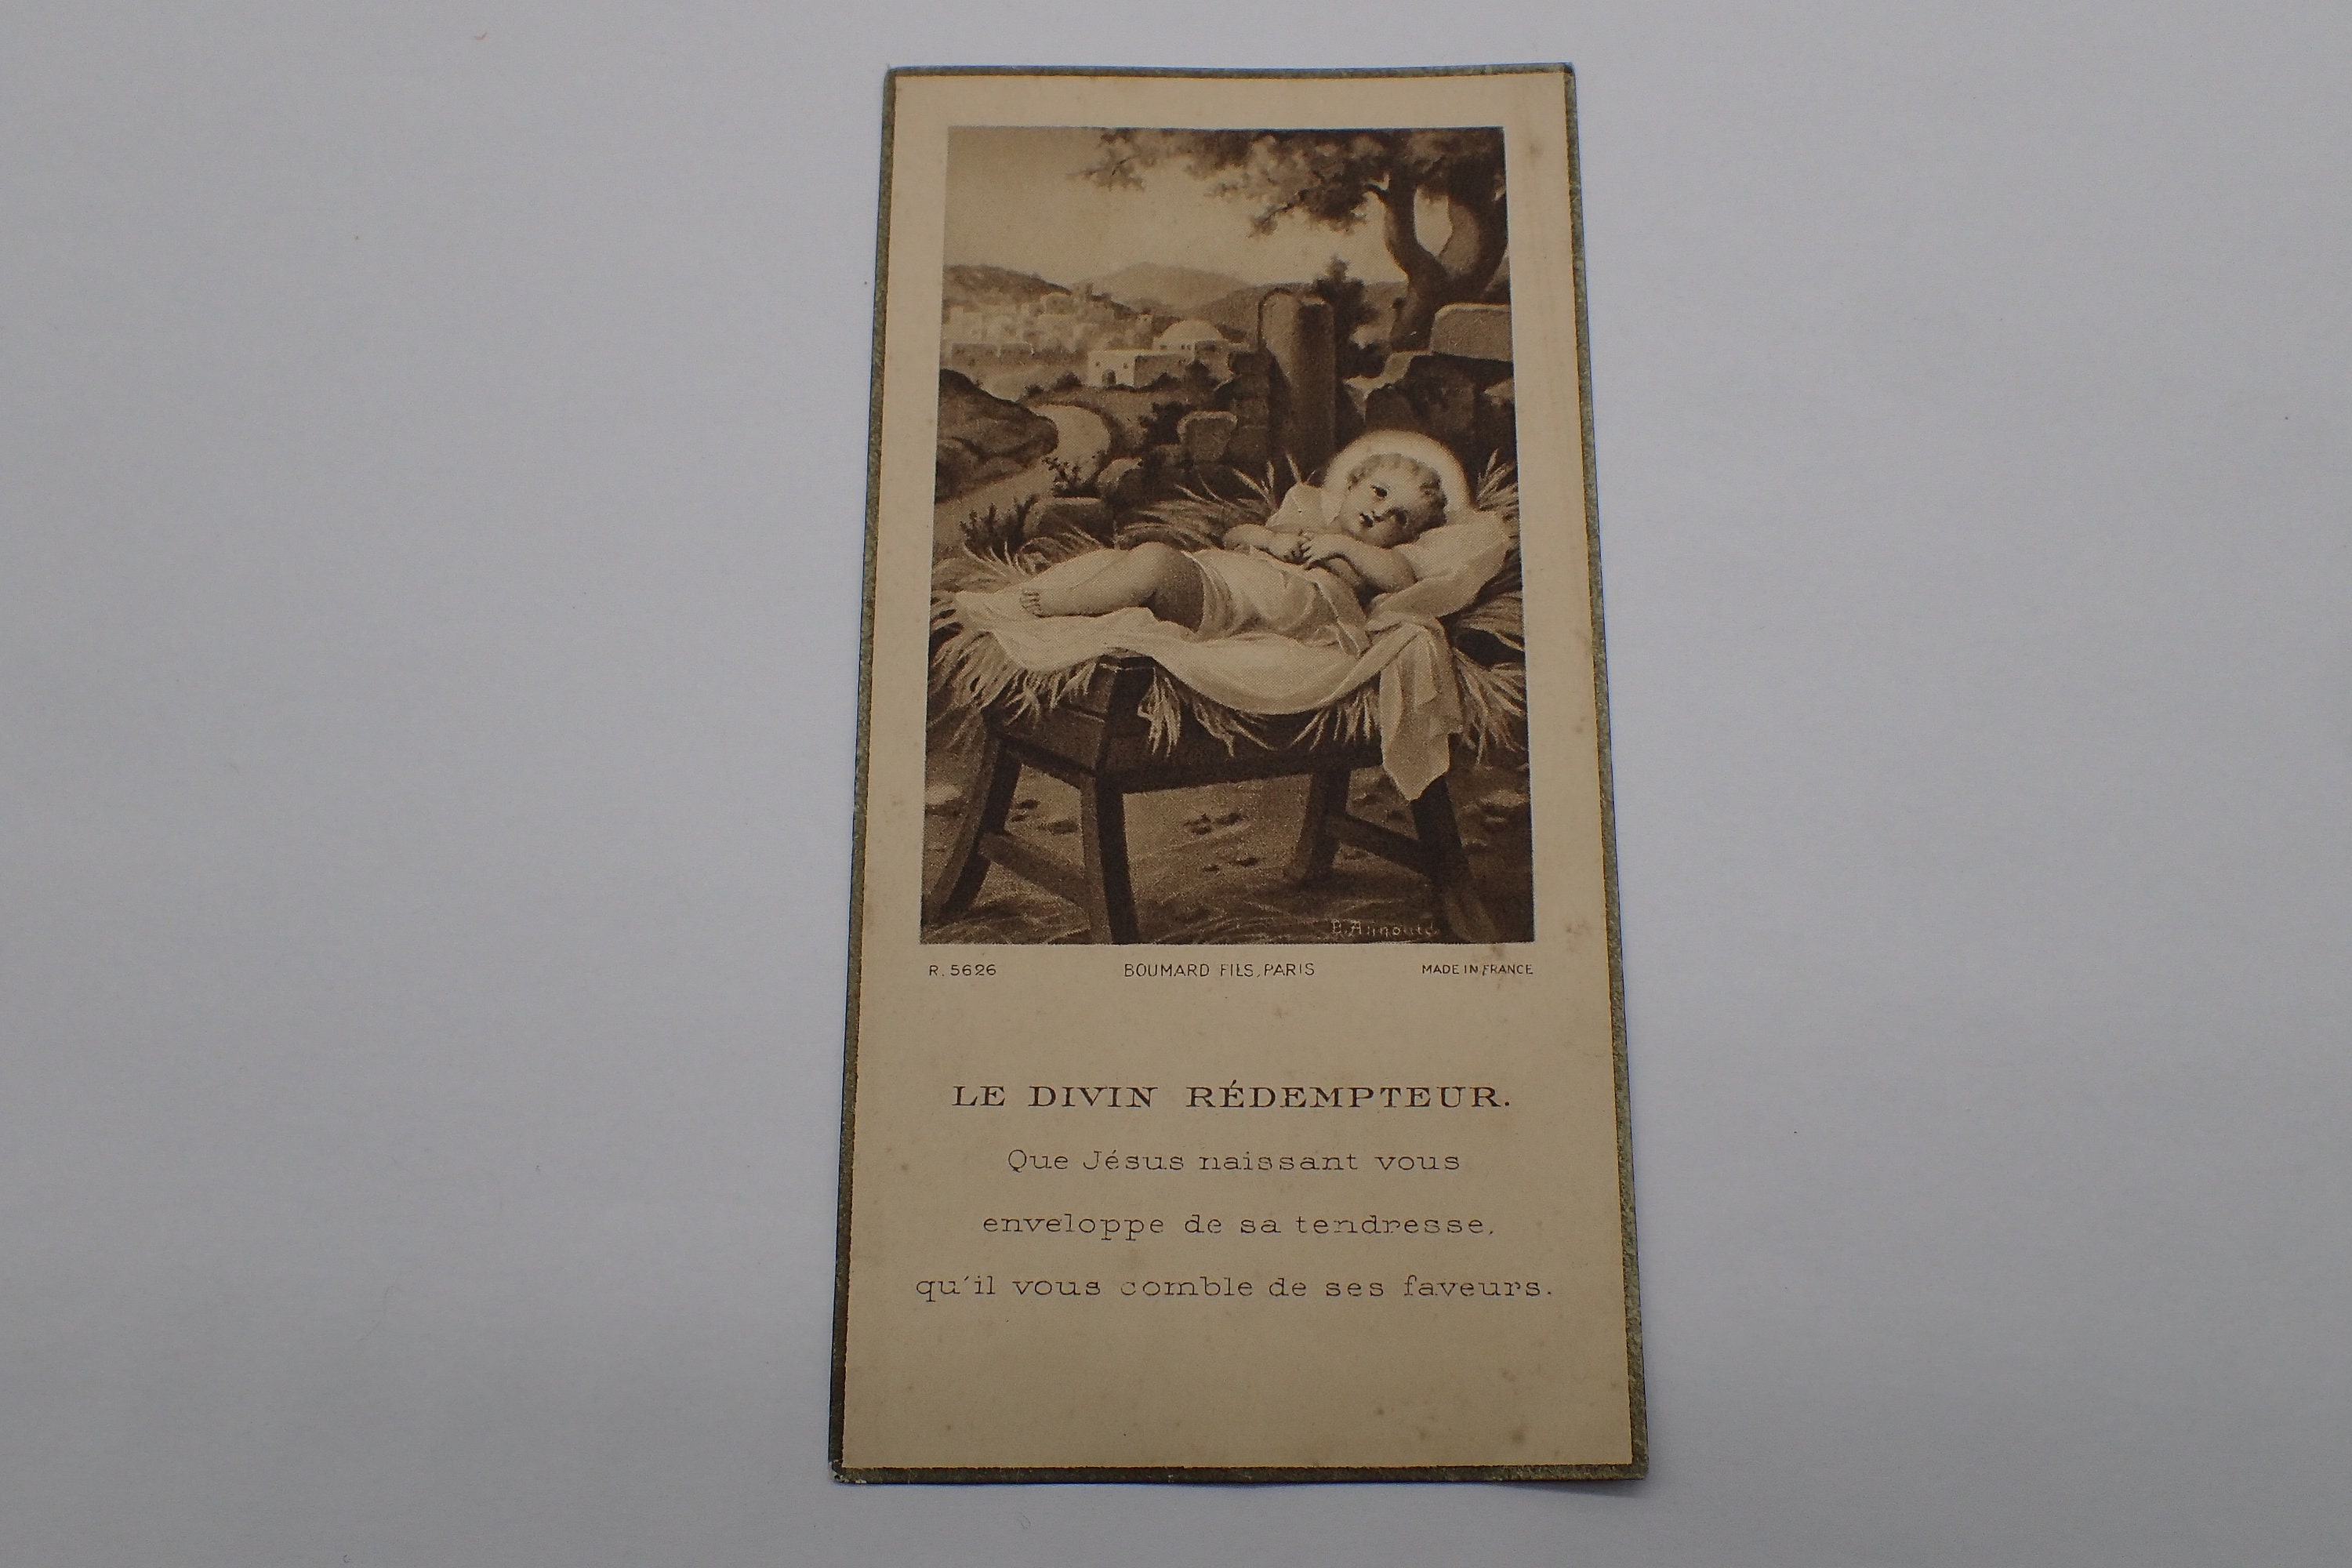 R. 5626 BOUMARD FILS, PARIS MADE IN FRANCE
LE DIVIN RÉDEMPTEUR.
Que Jésus naissant vous
enveloppe de sa tendresse,
qu'il vous comble de ses faveurs.